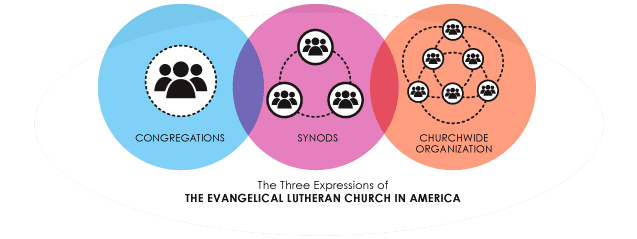 CONGREGATIONS
SYNODS
CHURCHWIDE
ORGANIZATION
The Three Expressions of
THE EVANGELICAL LUTHERAN CHURCH IN AMERICA